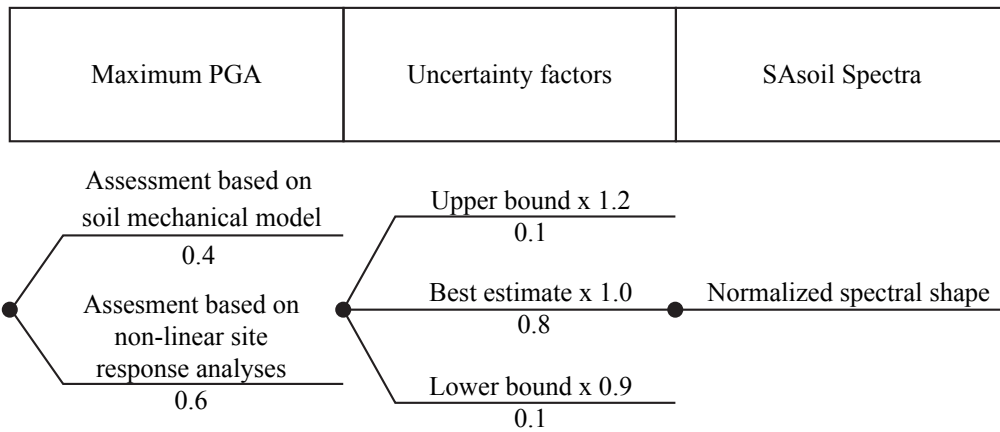 Maximum PGA
Uncertainty factors
SAsoil Spectra
Assessment based on
soil mechanical model
0.4
Assesment based on
non-linear site
response analyses
0.6
Upper bound x 1.2
0.1
Best estimate x 1.0
0.8
Lower bound x 0.9
0.1
Normalized spectral shape